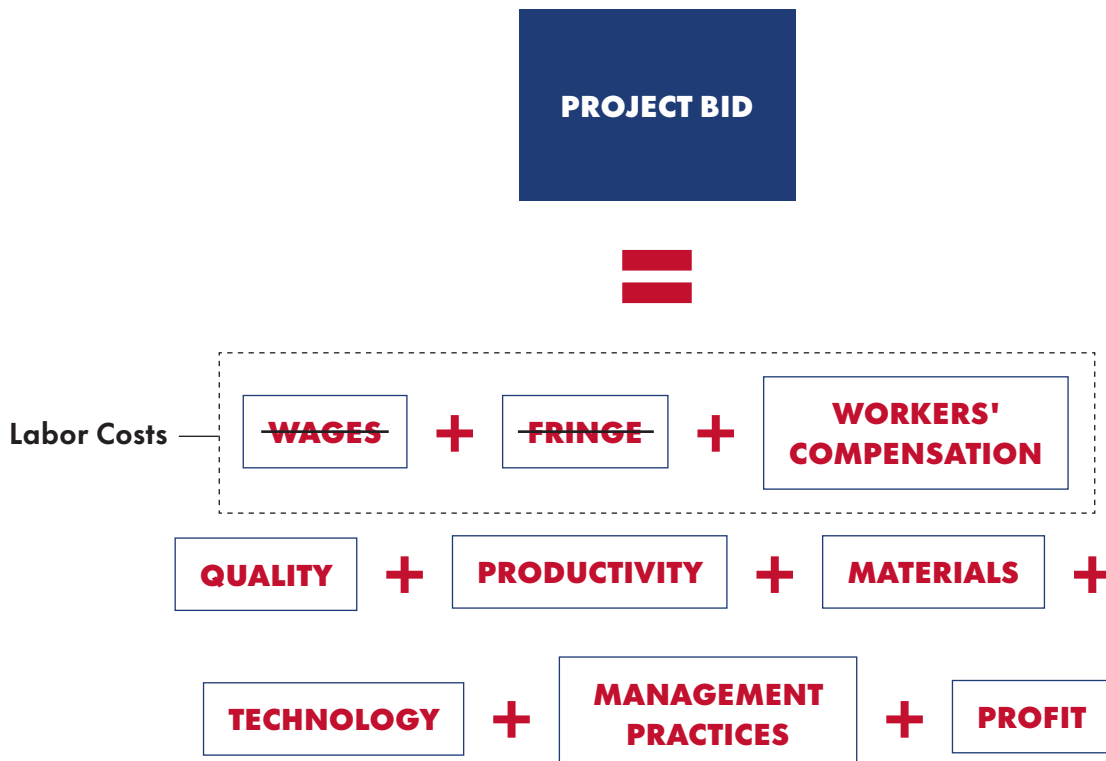 PROJECT BID
=
Labor Costs
WAGES + FRINGE + WORKERS'
COMPENSATION
QUALITY + PRODUCTIVITY + MATERIALS +
TECHNOLOGY + MANAGEMENT
PRACTICES + PROFIT